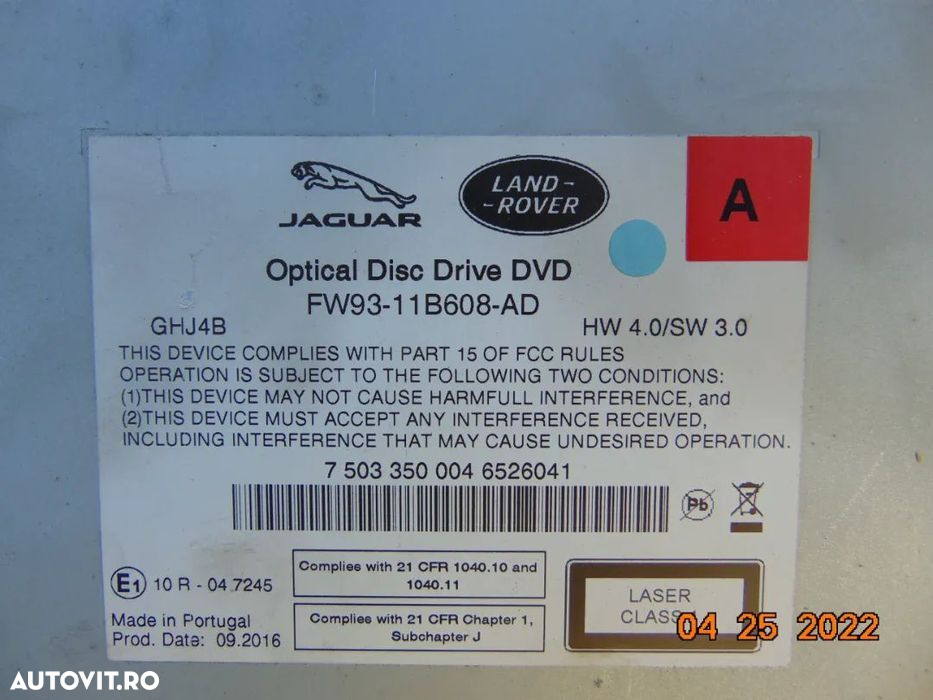 JAGUAR
LAND-
-ROVER
A
Optical Disc Drive DVD
FW93-11B608-AD
GHJ4B
HW 4.0/SW 3.0
THIS DEVICE COMPLIES WITH PART 15 OF FCC RULES
OPERATION IS SUBJECT TO THE FOLLOWING TWO CONDITIONS:
(1)THIS DEVICE MAY NOT CAUSE HARMFULL INTERFERENCE, and
(2)THIS DEVICE MUST ACCEPT ANY INTERFERENCE RECEIVED,
INCLUDING INTERFERENCE THAT MAY CAUSE UNDESIRED OPERATION.
7 503 350 004 6526041
Pb
E1 10 R - 04 7245
Complies with 21 CFR 1040.10 and
1040.11
Made in Portugal
Prod. Date: 09.2016
Complies with 21 CFR Chapter 1,
Subchapter J
LASER
CLASS
04 25 2022
AUTOVIT.RO